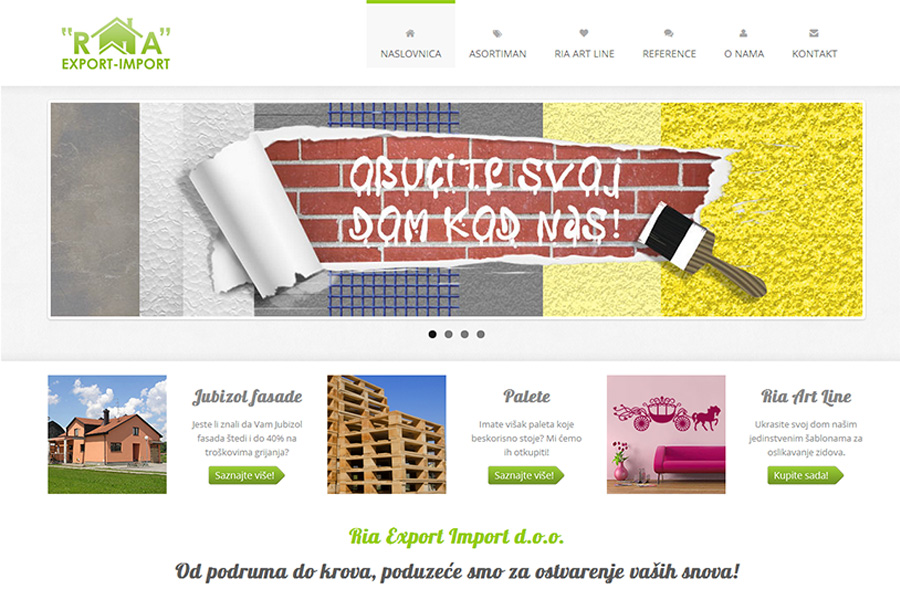 "RIA"
EXPORT-IMPORT
NASLOVNICA
ASORTIMAN
RIA ART LINE
REFERENCE
O NAMA
KONTAKT
OBUCITE SVOJ
DOM KOD NAS!
Jubizol fasade
Jeste li znali da Vam Jubizol
fasada štedi i do 40% na
troškovima grijanja?
Saznajte više!
Palete
Imate višak paleta koje
beskorisno stoje? Mi ćemo
ih otkupiti!
Saznajte više!
Ria Art Line
Ukrasite svoj dom našim
jedinstvenim šablonama za
oslikavanje zidova.
Kupite sada!
Ria Export Import d.o.o.
Od podruma do krova, poduzeće smo za ostvarenje vaših snova!